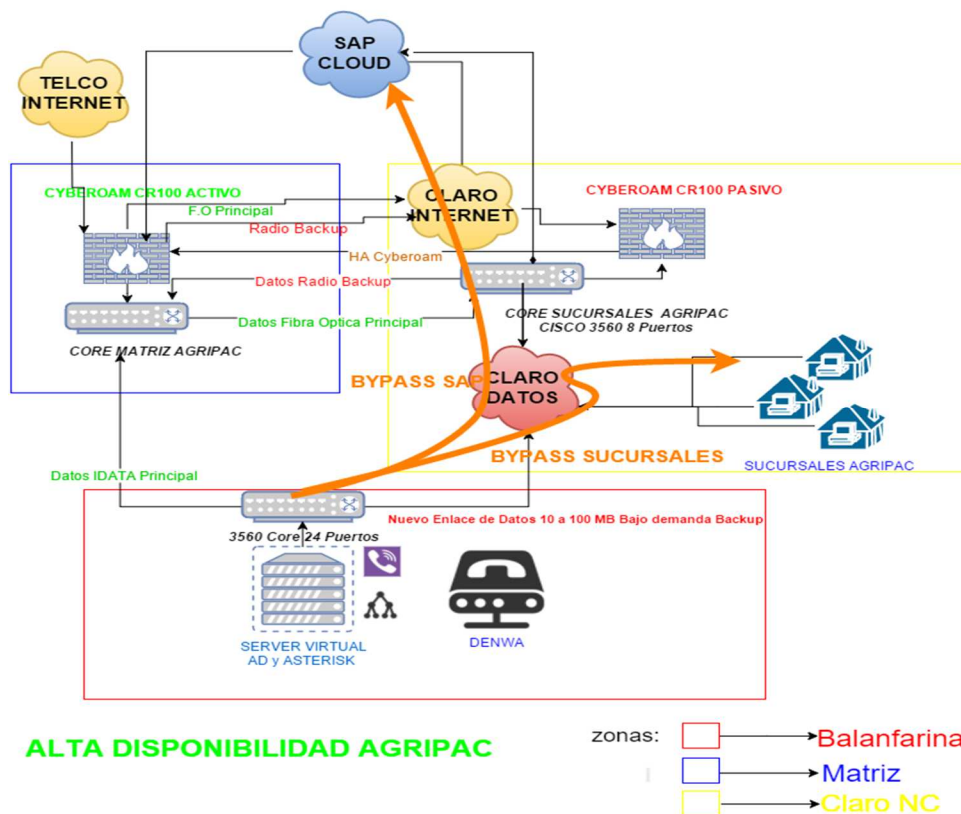 SAP
CLOUD
TELCO
INTERNET
CYBEROAM CR100 ACTIVO
F.O Principal
Radio Backup
CLARO
INTERNET
CYBEROAM CR100 PASIVO
HA Cyberoam
Datos Radio Backup
Datos Fibra Optica Principal
CORE SUCURSALES AGRIPAC
CISCO 3560 8 Puertos
CORE MATRIZ AGRIPAC
BYPASS SAP
CLARO
DATOS
BYPASS SUCURSALES
SUCURSALES AGRIPAC
Datos IDATA Principal
Nuevo Enlace de Datos 10 a 100 MB Bajo demanda Backup
3560 Core 24 Puertos
SERVER VIRTUAL
AD y ASTERISK
DENWA
ALTA DISPONIBILIDAD AGRIPAC
zonas:
Balanfarina
Matriz
Claro NC